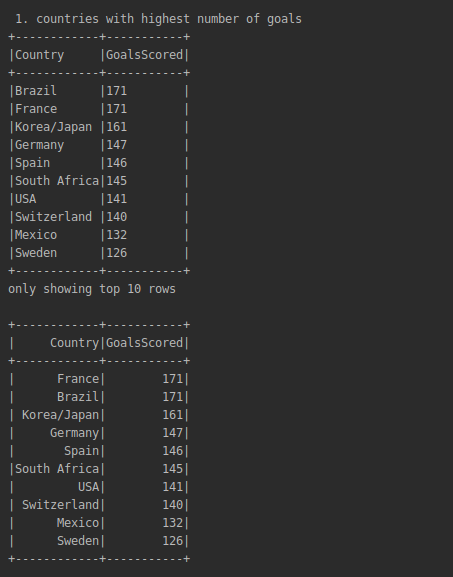 1. countries with highest number of goals
+------------+-----------+
|Country     |GoalsScored|
+------------+-----------+
|Brazil      |171        |
|France      |171        |
|Korea/Japan |161        |
|Germany     |147        |
|Spain       |146        |
|South Africa|145        |
|USA         |141        |
|Switzerland |140        |
|Mexico      |132        |
|Sweden      |126        |
+------------+-----------+
only showing top 10 rows

+------------+-----------+
|     Country|GoalsScored|
+------------+-----------+
|      France|        171|
|      Brazil|        171|
| Korea/Japan|        161|
|     Germany|        147|
|       Spain|        146|
|South Africa|        145|
|         USA|        141|
| Switzerland|        140|
|      Mexico|        132|
|      Sweden|        126|
+------------+-----------+